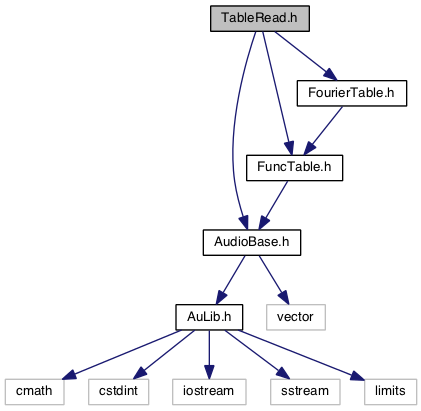 TableRead.h
FourierTable.h
FuncTable.h
AudioBase.h
AuLib.h
vector
cmath
cstdint
iostream
sstream
limits